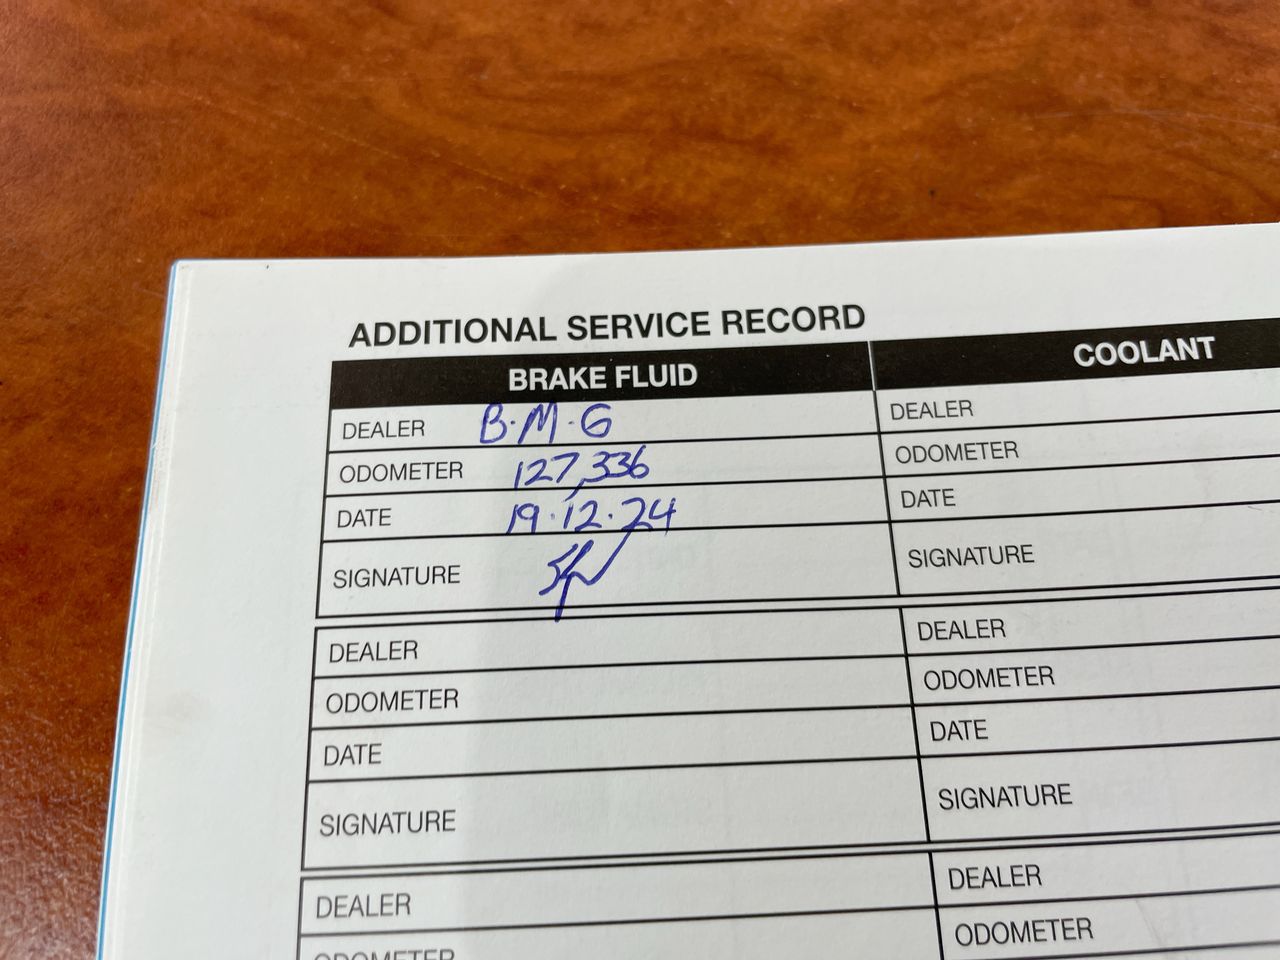 ADDITIONAL SERVICE RECORD
BRAKE FLUID COOLANT
DEALER B.M.G DEALER
ODOMETER 127,336 ODOMETER
DATE 19.12.24 DATE
SIGNATURE SIGNATURE
DEALER DEALER
ODOMETER ODOMETER
DATE DATE
SIGNATURE SIGNATURE
DEALER DEALER
ODOMETER ODOMETER